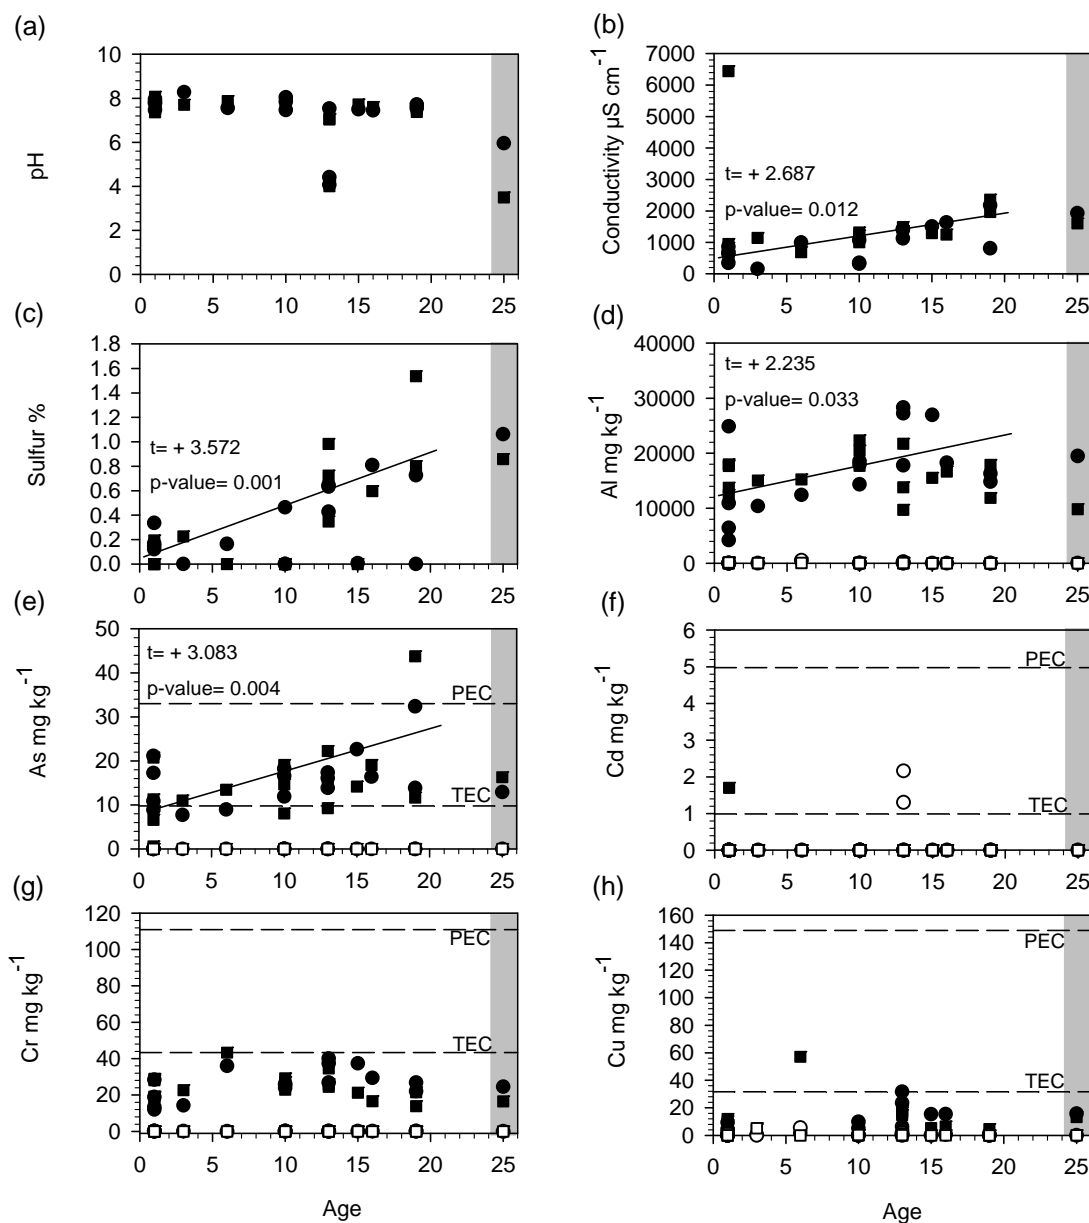 (a)
(b)
10
8
6
4
2
0
pH
0 5 10 15 20 25
7000
6000
5000
4000
3000
2000
1000
0
Conductivity µS cm⁻¹
t= + 2.687
p-value= 0.012
0 5 10 15 20 25
(c)
(d)
1.8
1.6
1.4
1.2
1.0
0.8
0.6
0.4
0.2
0.0
Sulfur %
t= + 3.572
p-value= 0.001
0 5 10 15 20 25
40000
30000
20000
10000
0
Al mg kg⁻¹
t= + 2.235
p-value= 0.033
0 5 10 15 20 25
(e)
(f)
50
40
30
20
10
0
As mg kg⁻¹
t= + 3.083
p-value= 0.004
PEC
TEC
0 5 10 15 20 25
6
5
4
3
2
1
0
Cd mg kg⁻¹
PEC
TEC
0 5 10 15 20 25
(g)
(h)
120
100
80
60
40
20
0
Cr mg kg⁻¹
PEC
TEC
0 5 10 15 20 25
Age
160
140
120
100
80
60
40
20
0
Cu mg kg⁻¹
PEC
TEC
0 5 10 15 20 25
Age